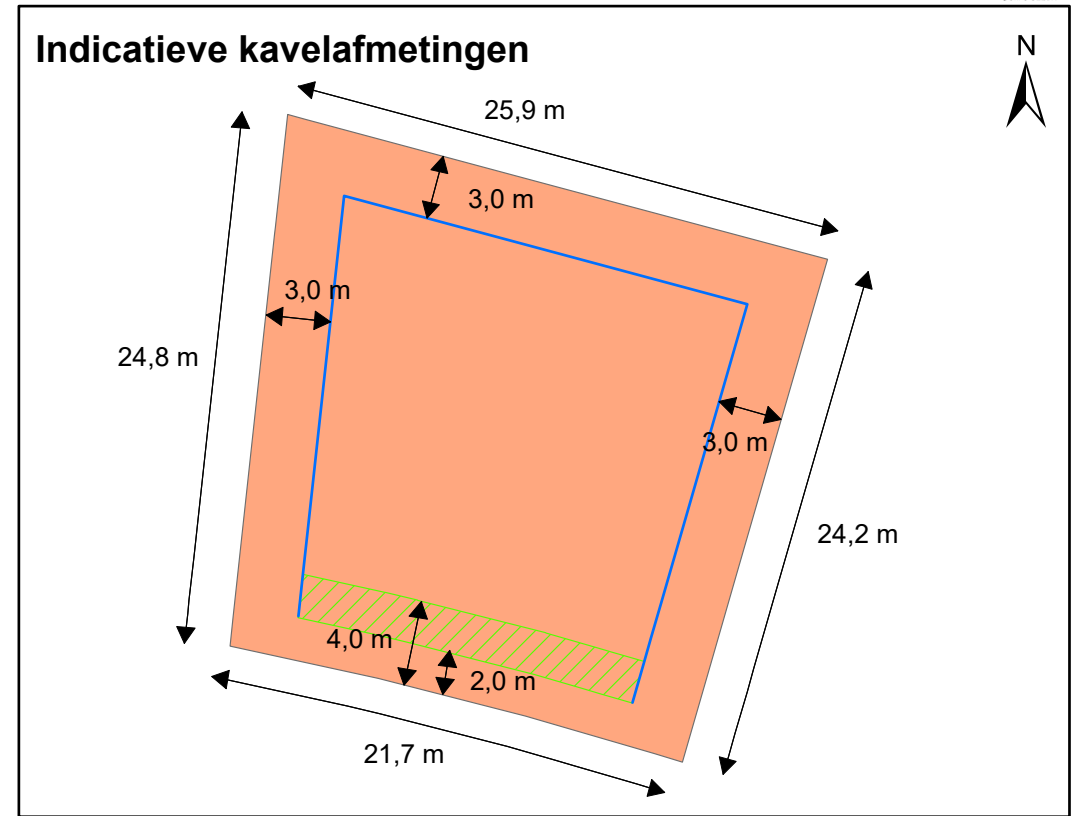 Indicatieve kavelafmetingen
N
25,9 m
3,0 m
3,0 m
24,8 m
3,0 m
24,2 m
4,0 m
2,0 m
21,7 m